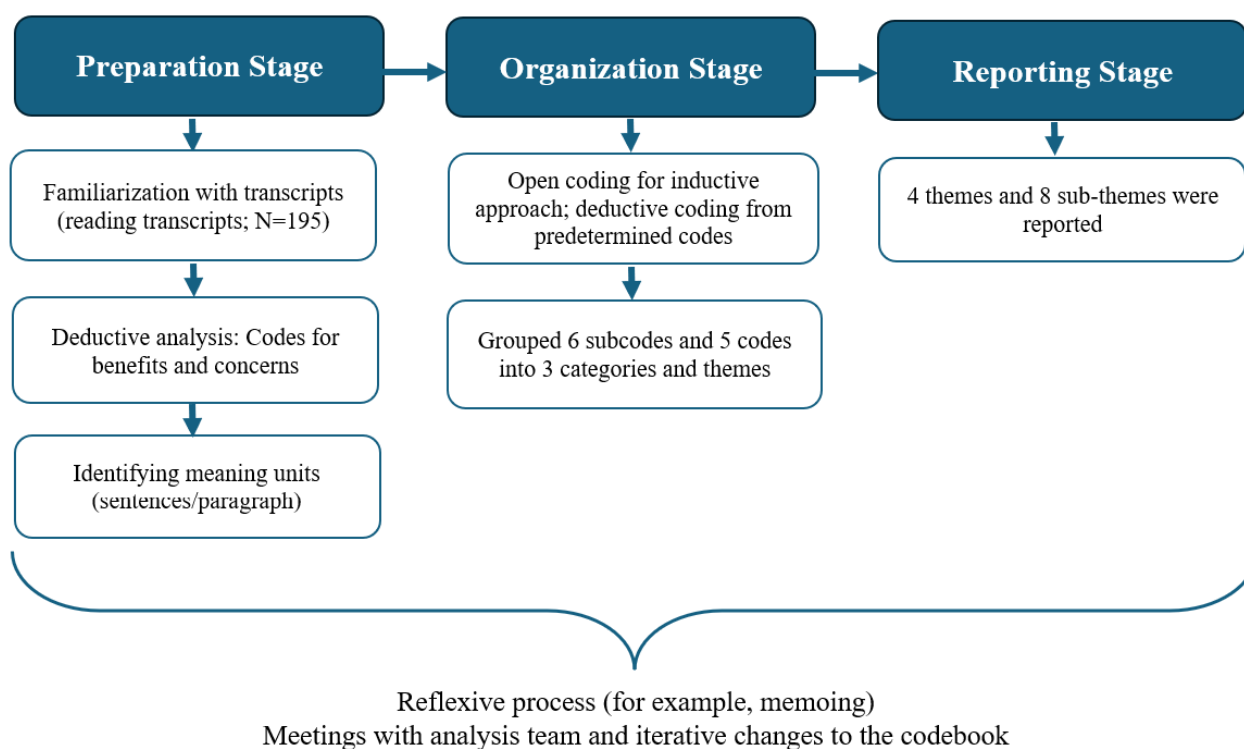 Preparation Stage
Organization Stage
Reporting Stage
Familiarization with transcripts
(reading transcripts; N=195)
Deductive analysis: Codes for
benefits and concerns
Identifying meaning units
(sentences/paragraph)
Open coding for inductive
approach; deductive coding from
predetermined codes
Grouped 6 subcodes and 5 codes
into 3 categories and themes
4 themes and 8 sub-themes were
reported
Reflexive process (for example, memoing)
Meetings with analysis team and iterative changes to the codebook